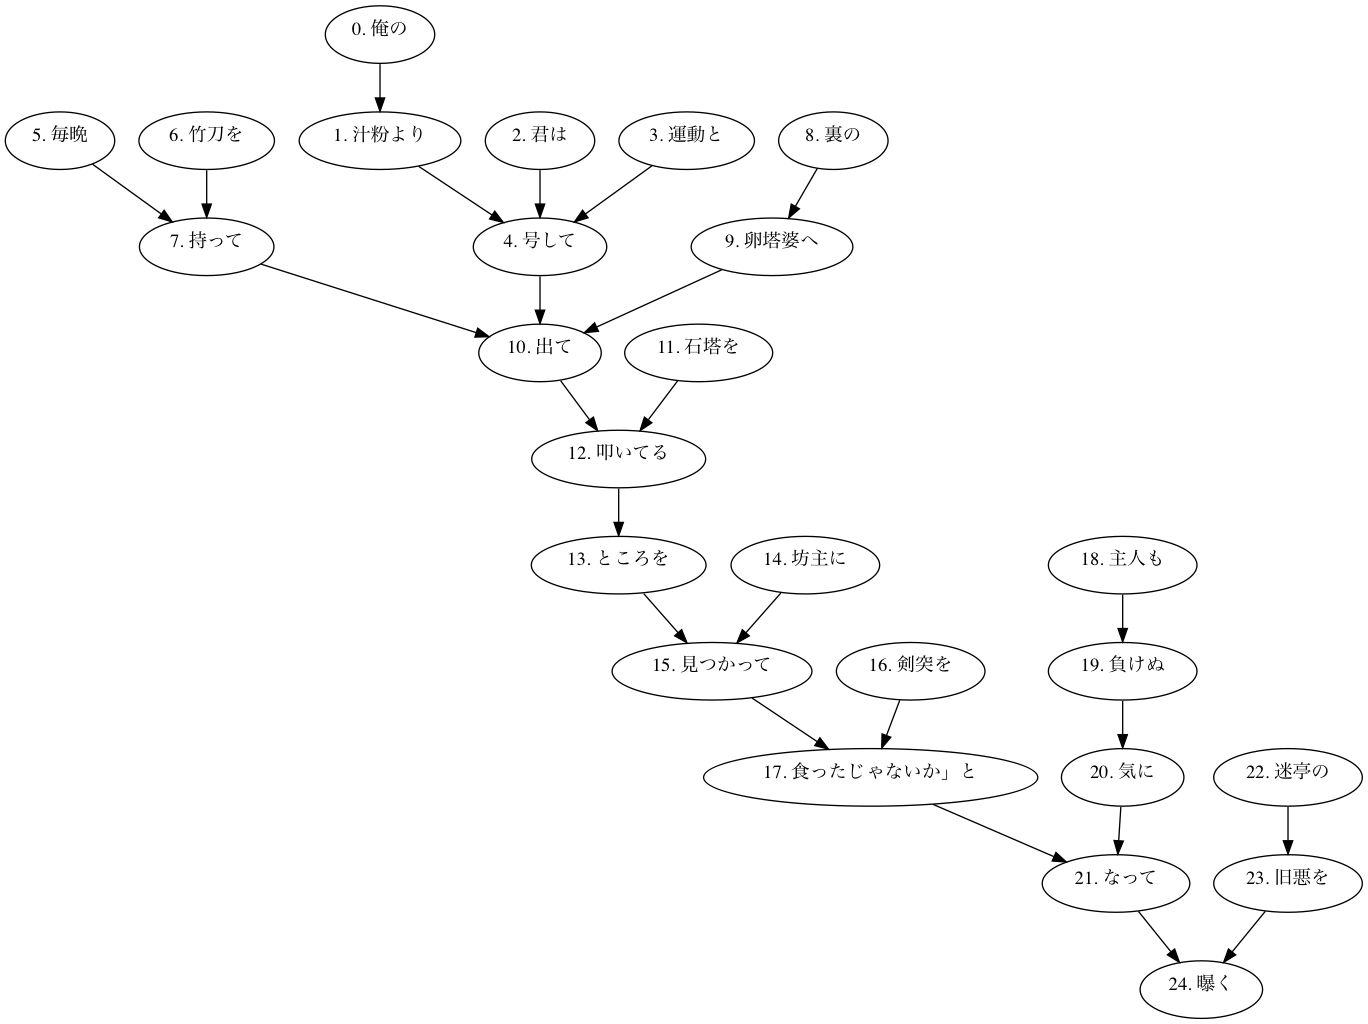 0. 俺の
5. 毎晩
6. 竹刀を
1. 汁粉より
2. 君は
3. 運動と
8. 裏の
7. 持って
4. 号して
9. 卵塔婆へ
10. 出て
11. 石塔を
12. 叩いてる
13. ところを
14. 坊主に
18. 主人も
15. 見つかって
16. 剣突を
19. 負けぬ
17. 食ったじゃないか」と
20. 気に
22. 迷亭の
21. なって
23. 旧悪を
24. 曝く